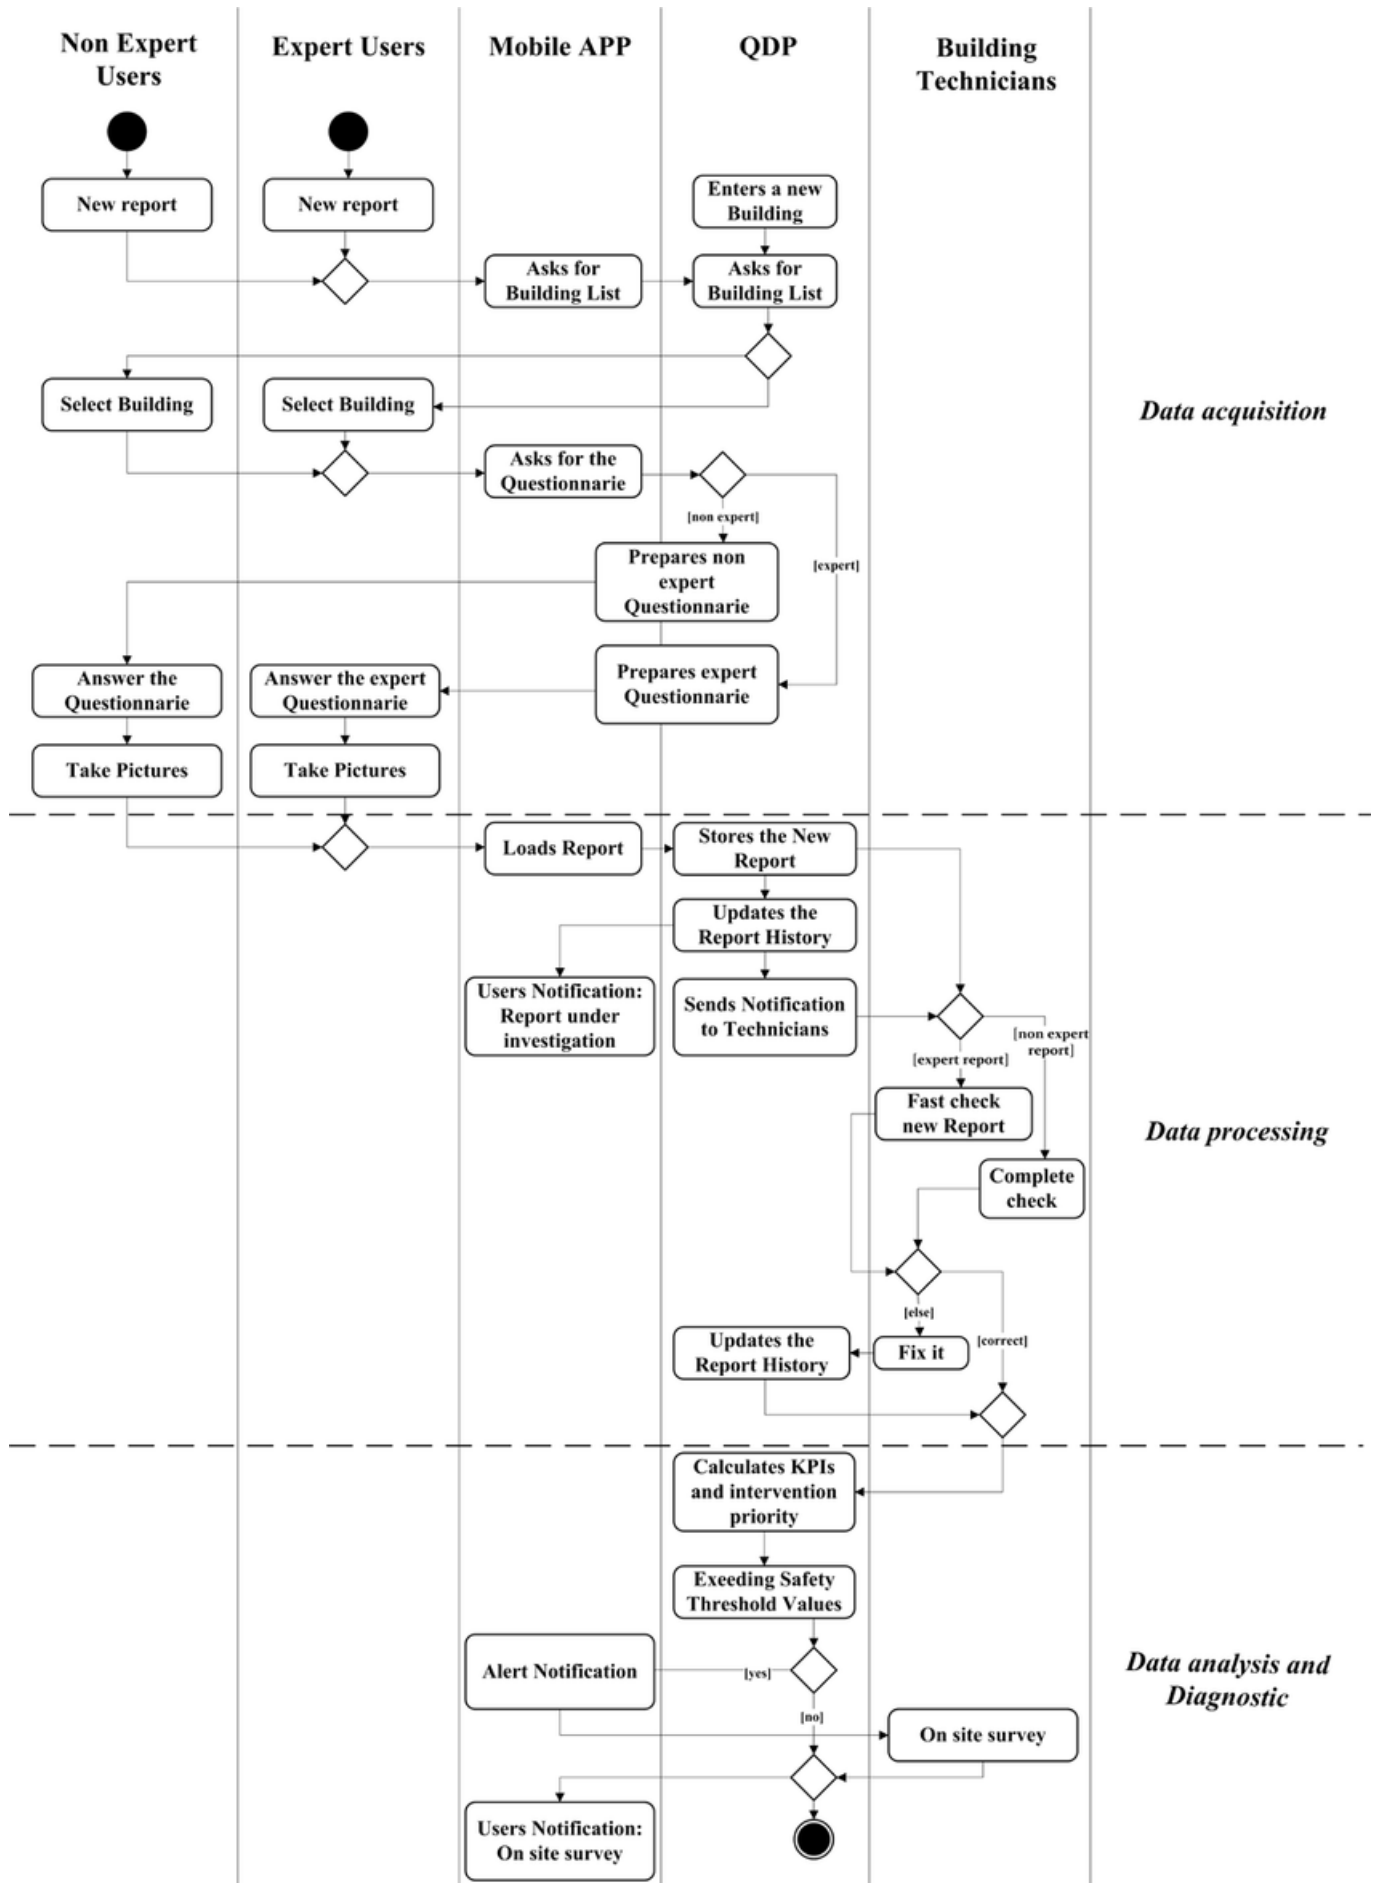 Non Expert
Users
Expert Users
Mobile APP
QDP
Building
Technicians
New report
New report
Enters a new
Building
Asks for
Building List
Asks for
Building List
Select Building
Select Building
Data acquisition
Asks for the
Questionnarie
[non expert]
[expert]
Prepares non
expert
Questionnarie
Prepares expert
Questionnarie
Answer the
Questionnarie
Answer the expert
Questionnarie
Take Pictures
Take Pictures
Loads Report
Stores the New
Report
Updates the
Report History
Users Notification:
Report under
investigation
Sends Notification
to Technicians
[non expert
report]
[expert report]
Fast check
new Report
Data processing
Complete
check
[else]
[correct]
Updates the
Report History
Fix it
Calculates KPIs
and intervention
priority
Exeeding Safety
Threshold Values
Alert Notification
[yes]
Data analysis and
Diagnostic
[no]
On site survey
Users Notification:
On site survey